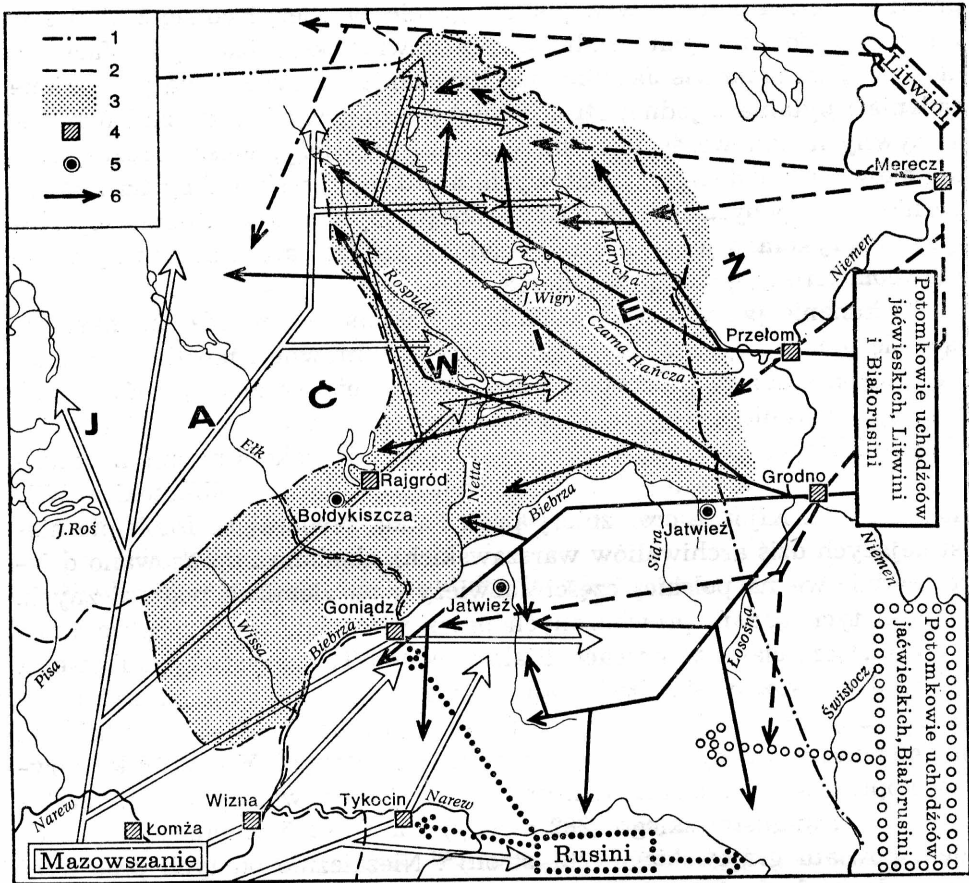 1
2
3
4
5
6
Litwini
Merecz
Niemen
Marycha
Rospuda
J. Wigry
Czarna Hańcza
Przełom
Potomkowie uchodźców
jaćwieskich, Litwini
i Białorusini
J A Ć W I E Ż
Ełk
Netta
Rajgród
Bołdykiszcza
J. Roś
Biebrza
Sidra
Jatwież
Grodno
Niemen
Jatwież
Goniądz
Biebrza
Wissa
Pisa
Łosośna
Świsłocz
Potomkowie uchodźców
jaćwieskich, Białorusini
Narew
Wizna
Tykocin
Narew
Łomża
Mazowszanie
Rusini